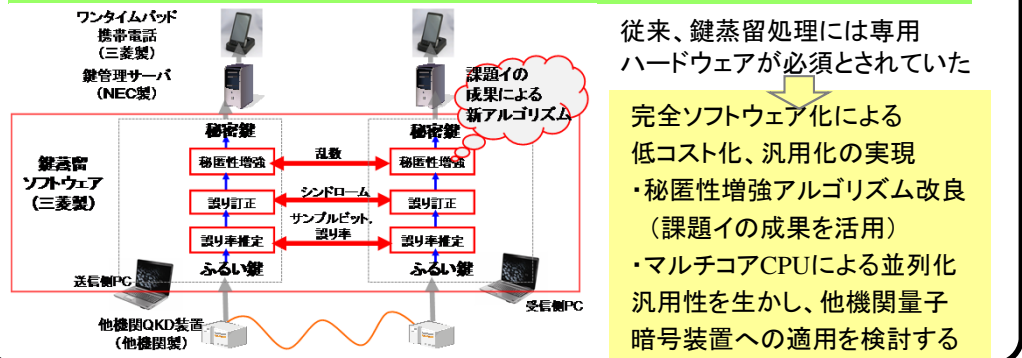 ワンタイムパッド
携帯電話
(三菱製)
鍵管理サーバ
(NEC製)
課題イの
成果による
新アルゴリズム
秘密鍵
秘密鍵
鍵蒸留
ソフトウェア
(三菱製)
秘匿性増強
乱数
秘匿性増強
誤り訂正
シンドローム
誤り訂正
誤り率推定
サンプルビット,
誤り率
誤り率推定
ふるい鍵
ふるい鍵
送信側PC
受信側PC
他機関QKD装置
(他機関製)
従来、鍵蒸留処理には専用
ハードウェアが必須とされていた
完全ソフトウェア化による
低コスト化、汎用化の実現
・秘匿性増強アルゴリズム改良
(課題イの成果を活用)
・マルチコアCPUによる並列化
汎用性を生かし、他機関量子
暗号装置への適用を検討する